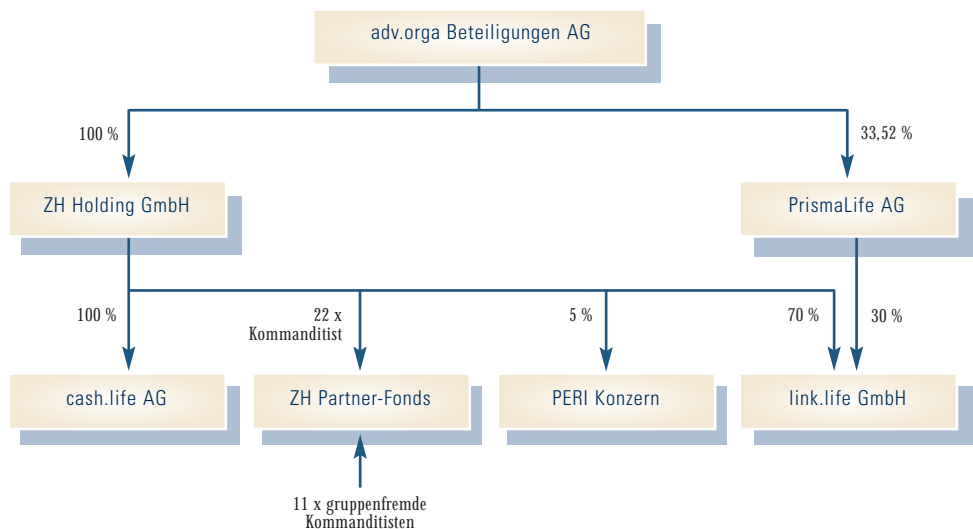 adv.orga Beteiligungen AG
100 %
33,52 %
ZH Holding GmbH
PrismaLife AG
100 %
22 x
Kommanditist
5 %
70 %
30 %
cash.life AG
ZH Partner-Fonds
PERI Konzern
link.life GmbH
11 x gruppenfremde
Kommanditisten